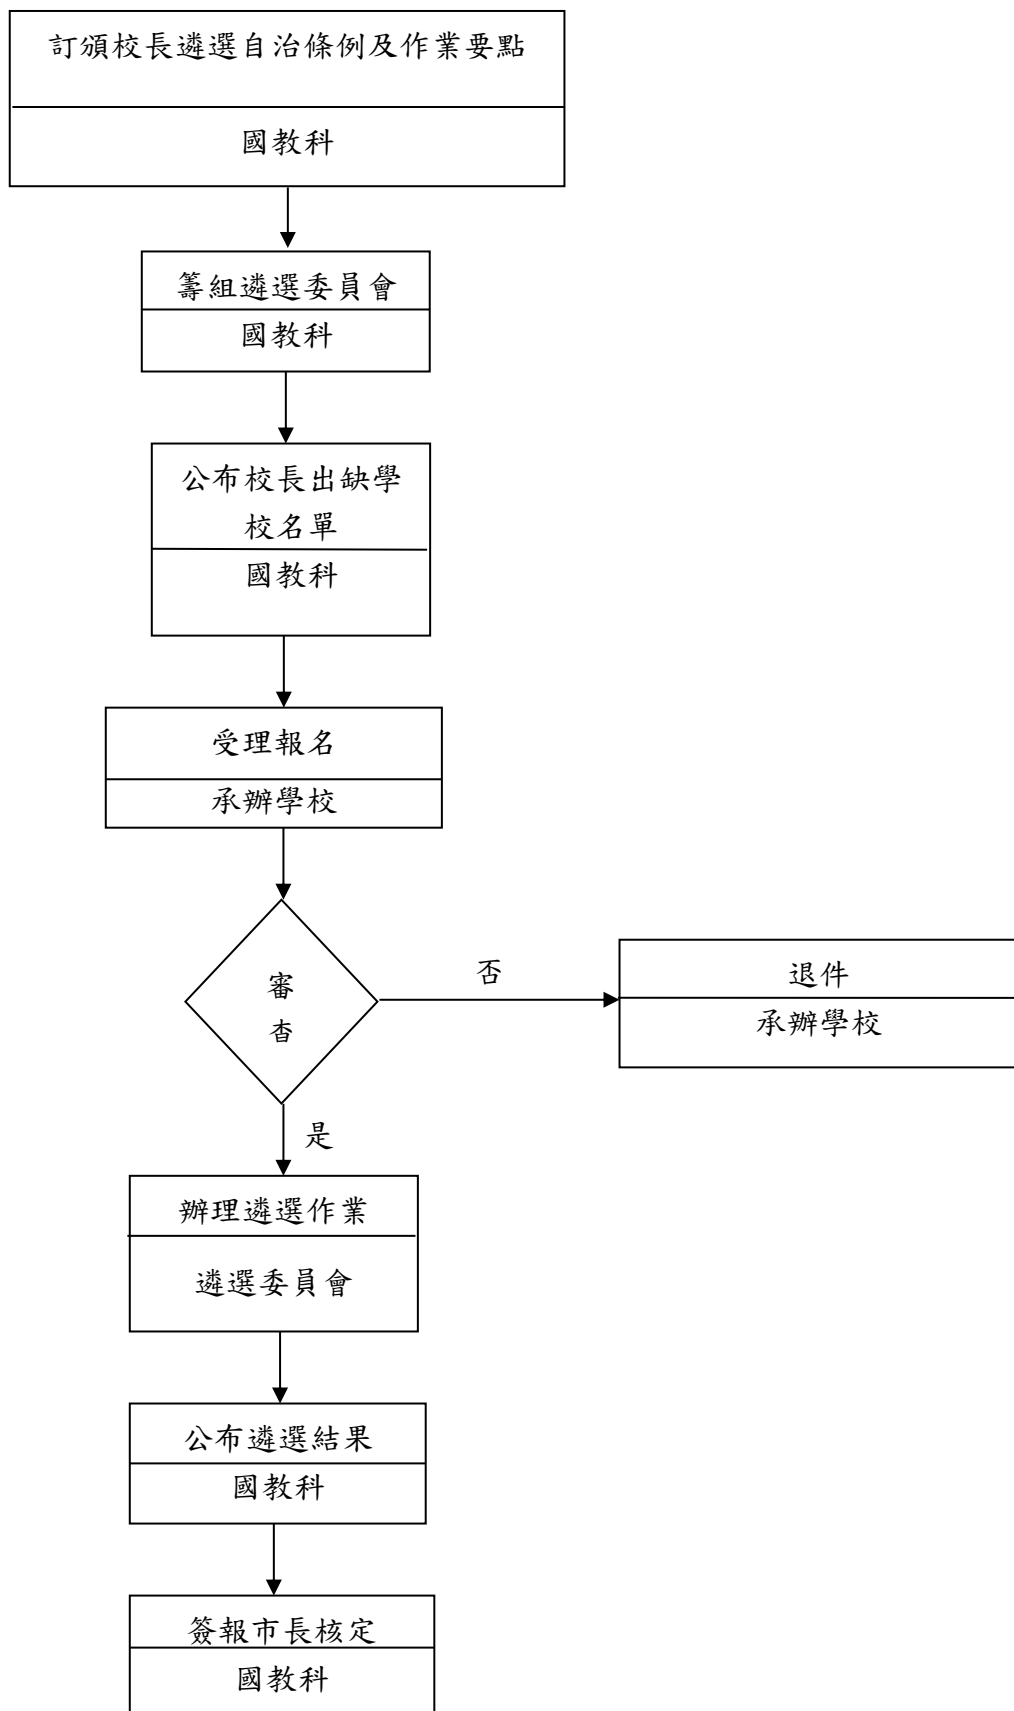 訂頒校長遴選自治條例及作業要點
國教科
籌組遴選委員會
國教科
公布校長出缺學
校名單
國教科
受理報名
承辦學校
審
查
否
退件
承辦學校
是
辦理遴選作業
遴選委員會
公布遴選結果
國教科
簽報市長核定
國教科